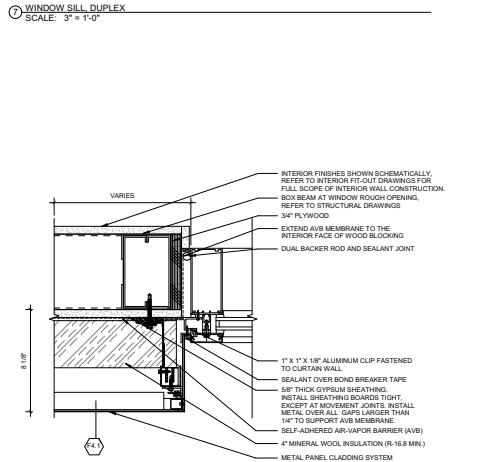 7 WINDOW SILL, DUPLEX
SCALE: 3" = 1'-0"
INTERIOR FINISHES SHOWN SCHEMATICALLY,
REFER TO INTERIOR FIT-OUT DRAWINGS FOR
FULL SCOPE OF INTERIOR WALL CONSTRUCTION.
VARIES
BOX BEAM AT WINDOW ROUGH OPENING,
REFER TO STRUCTURAL DRAWINGS
3/4" PLYWOOD
EXTEND AVB MEMBRANE TO THE
INTERIOR FACE OF WOOD BLOCKING
DUAL BACKER ROD AND SEALANT JOINT
8 1/8"
1" X 1" X 1/8" ALUMINUM CLIP FASTENED
TO CURTAIN WALL
SEALANT OVER BOND BREAKER TAPE
5/8" THICK GYPSUM SHEATHING.
INSTALL SHEATHING BOARDS TIGHT,
EXCEPT AT MOVEMENT JOINTS. INSTALL
METAL OVER ALL GAPS LARGER THAN
1/4" TO SUPPORT AVB MEMBRANE.
SELF-ADHERED AIR-VAPOR BARRIER (AVB)
4" MINERAL WOOL INSULATION (R-16.8 MIN.)
F4.1
METAL PANEL CLADDING SYSTEM